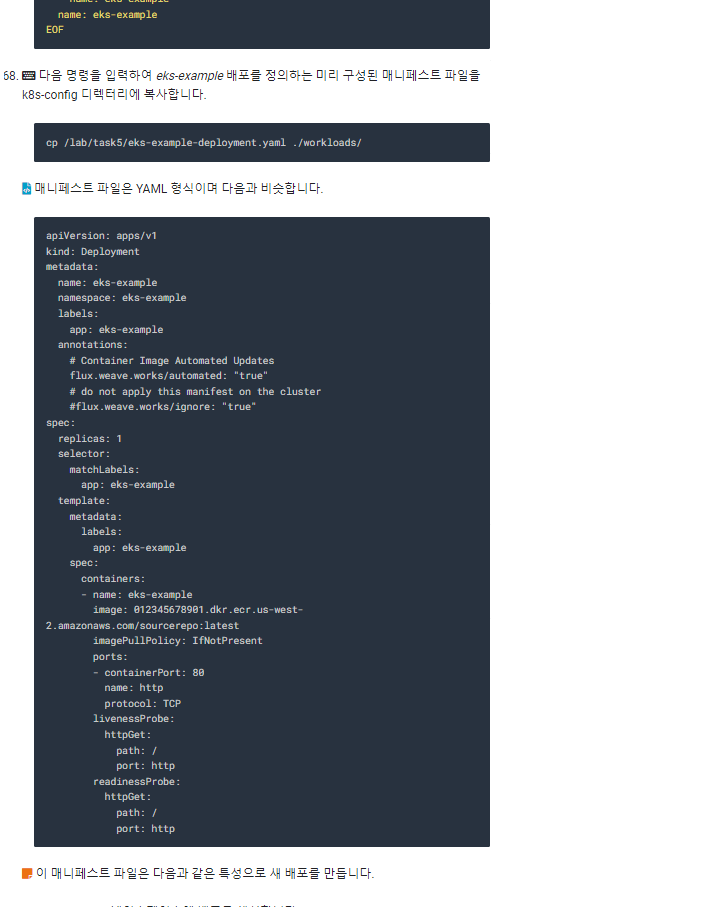 name: eks-example
EOF
68. 다음 명령을 입력하여 eks-example 배포를 정의하는 미리 구성된 매니페스트 파일을
k8s-config 디렉터리에 복사합니다.
cp /lab/task5/eks-example-deployment.yaml ./workloads/
매니페스트 파일은 YAML 형식이며 다음과 비슷합니다.
apiVersion: apps/v1
kind: Deployment
metadata:
  name: eks-example
  namespace: eks-example
  labels:
    app: eks-example
  annotations:
    # Container Image Automated Updates
    flux.weave.works/automated: "true"
    # do not apply this manifest on the cluster
    #flux.weave.works/ignore: "true"
spec:
  replicas: 1
  selector:
    matchLabels:
      app: eks-example
  template:
    metadata:
      labels:
        app: eks-example
    spec:
      containers:
      - name: eks-example
        image: 012345678901.dkr.ecr.us-west-
2.amazonaws.com/sourcerepo:latest
        imagePullPolicy: IfNotPresent
        ports:
        - containerPort: 80
          name: http
          protocol: TCP
        livenessProbe:
          httpGet:
            path: /
            port: http
        readinessProbe:
          httpGet:
            path: /
            port: http
이 매니페스트 파일은 다음과 같은 특성으로 새 배포를 만듭니다.